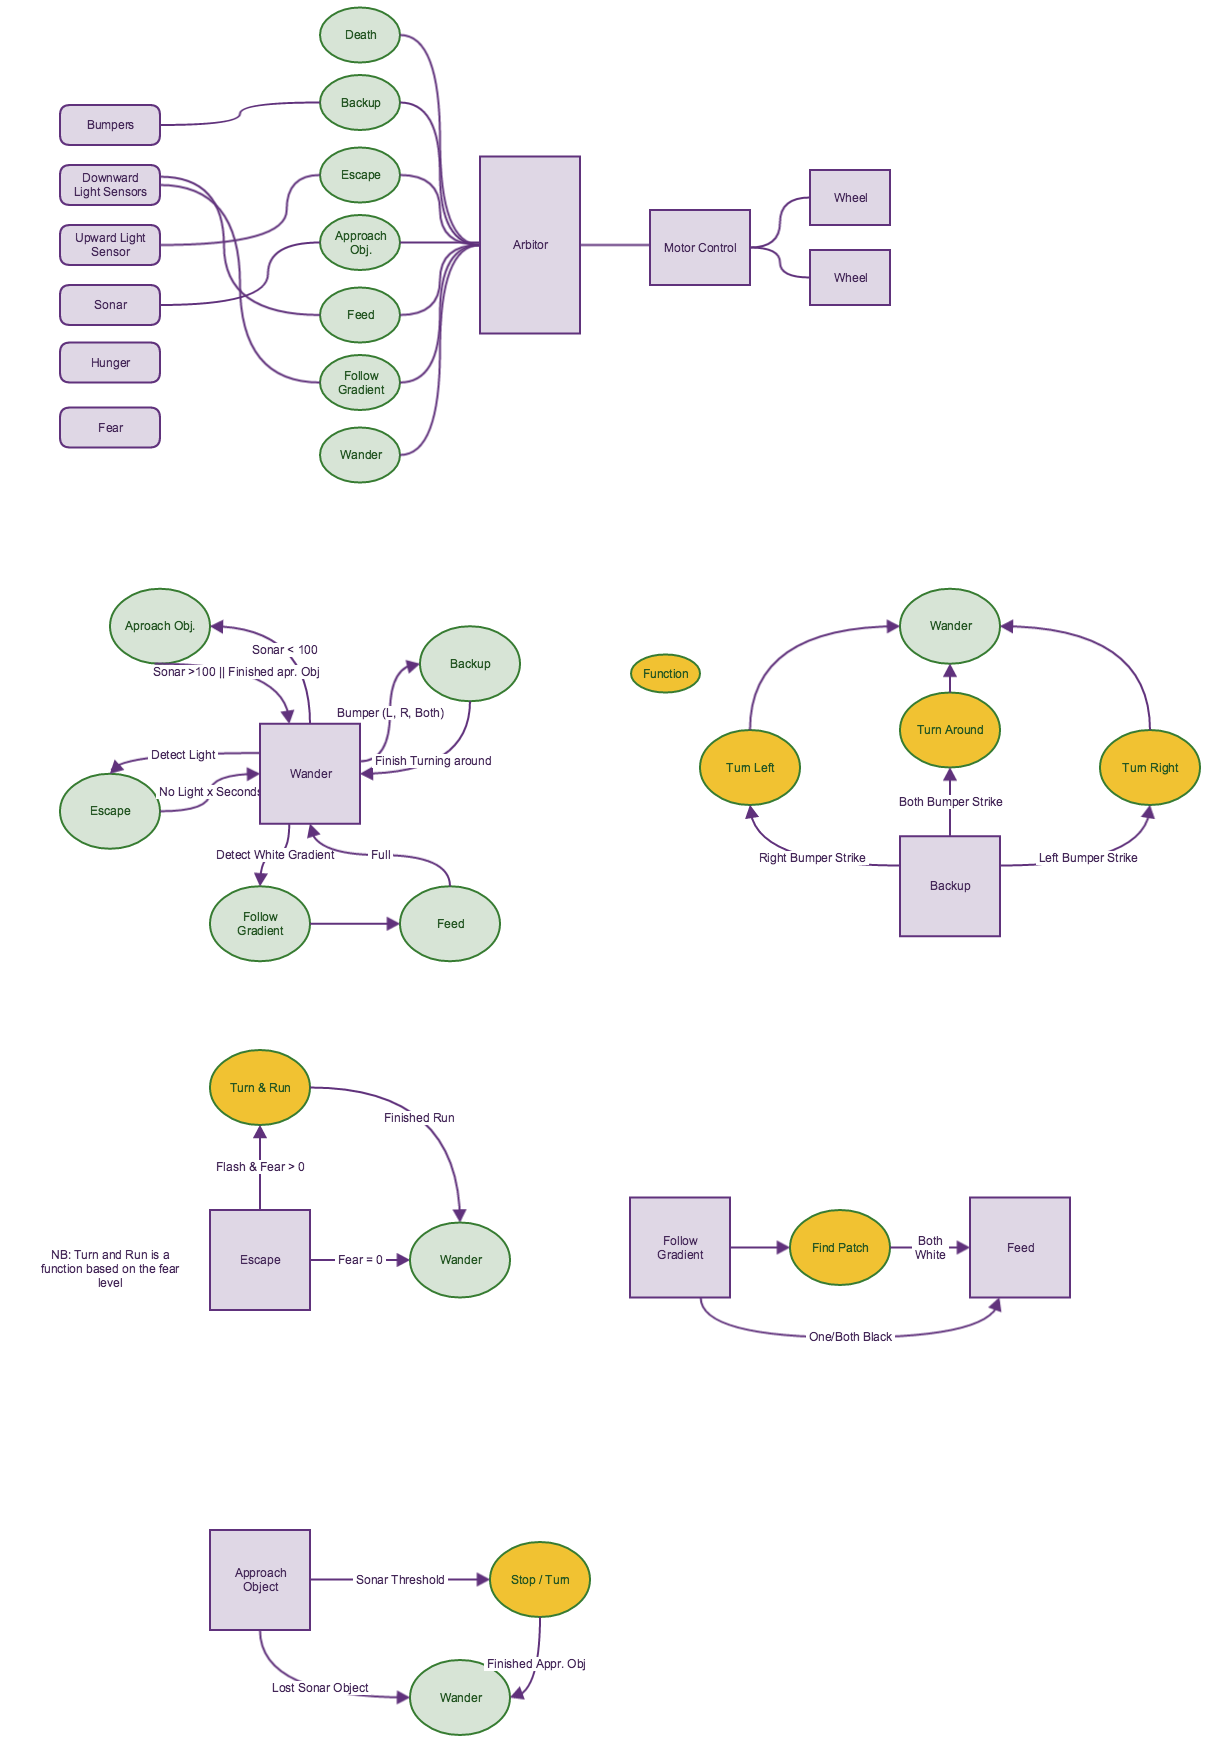 Death
Backup
Bumpers
Downward
Light Sensors
Escape
Upward Light
Sensor
Approach
Obj.
Arbitor
Motor Control
Wheel
Wheel
Sonar
Feed
Hunger
Follow
Gradient
Fear
Wander
Aproach Obj.
Sonar < 100
Sonar >100 || Finished apr. Obj
Backup
Bumper (L, R, Both)
Finish Turning around
Detect Light
Wander
No Light x Seconds
Escape
Detect White Gradient
Full
Follow
Gradient
Feed
Wander
Function
Turn Around
Turn Left
Turn Right
Both Bumper Strike
Right Bumper Strike
Left Bumper Strike
Backup
Turn & Run
Finished Run
Flash & Fear > 0
NB: Turn and Run is a
function based on the fear
level
Escape
Fear = 0
Wander
Follow
Gradient
Find Patch
Both
White
Feed
One/Both Black
Approach
Object
Sonar Threshold
Stop / Turn
Finished Appr. Obj
Lost Sonar Object
Wander